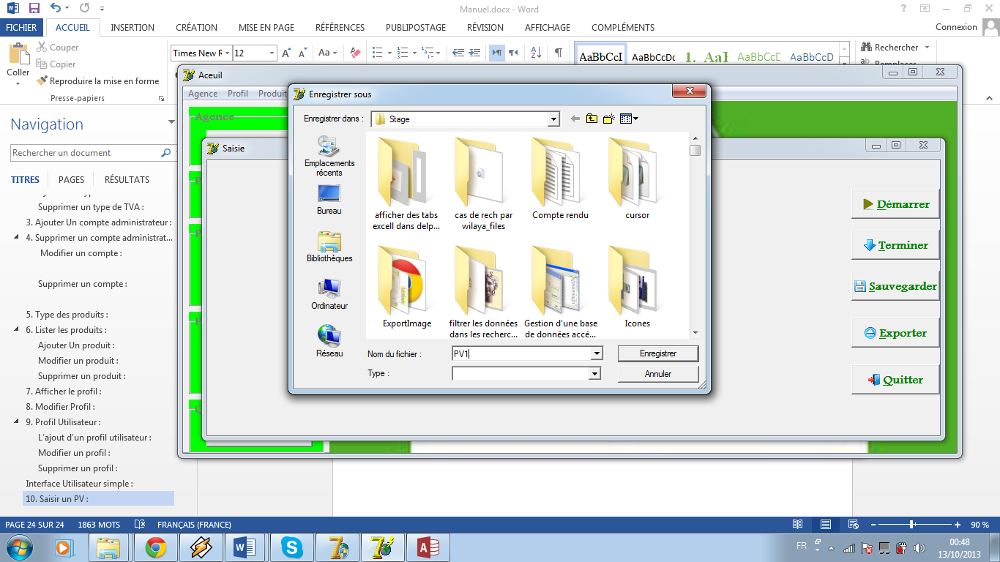 Manuel.docx - Word
FICHIER ACCUEIL INSERTION CRÉATION MISE EN PAGE RÉFÉRENCES PUBLIPOSTAGE RÉVISION AFFICHAGE COMPLÉMENTS Connexion
Coller
Couper
Copier
Reproduire la mise en forme
Presse-papiers
Times New R 12
Aa
AaBbCcI AaBbCcDc 1. AaI AaBbCcE AaBbCcD
Rechercher
Remplacer
Navigation
Rechercher un document
TITRES PAGES RÉSULTATS
Supprimer un type de TVA :
3. Ajouter Un compte administrateur :
4. Supprimer un compte administrat...
Modifier un compte :
Supprimer un compte :
5. Type des produits :
6. Lister les produits :
Ajouter Un produit :
Modifier un produit :
Supprimer un produit :
7. Afficher le profil :
8. Modifier Profil :
9. Profil Utilisateur :
L'ajout d'un profil utilisateur :
Modifier un profil :
Supprimer un profil :
Interface Utilisateur simple :
10. Saisir un PV :
Aceuil
Agence Profil Produit
Agence
Saisie
Démarrer
Terminer
Sauvegarder
Exporter
Quitter
Enregistrer sous
Enregistrer dans : Stage
Emplacements
récents
Bureau
Bibliothèques
Ordinateur
Réseau
afficher des tabs
excell dans delp...
cas de rech par
wilaya_files
Compte rendu
cursor
ExportImage
filtrer les données
dans les recherc...
Gestion d'une base
de données accé...
Icones
Nom du fichier : PV1
Enregistrer
Type :
Annuler
PAGE 24 SUR 24 1863 MOTS FRANÇAIS (FRANCE) 90 %
FR
00:48
13/10/2013